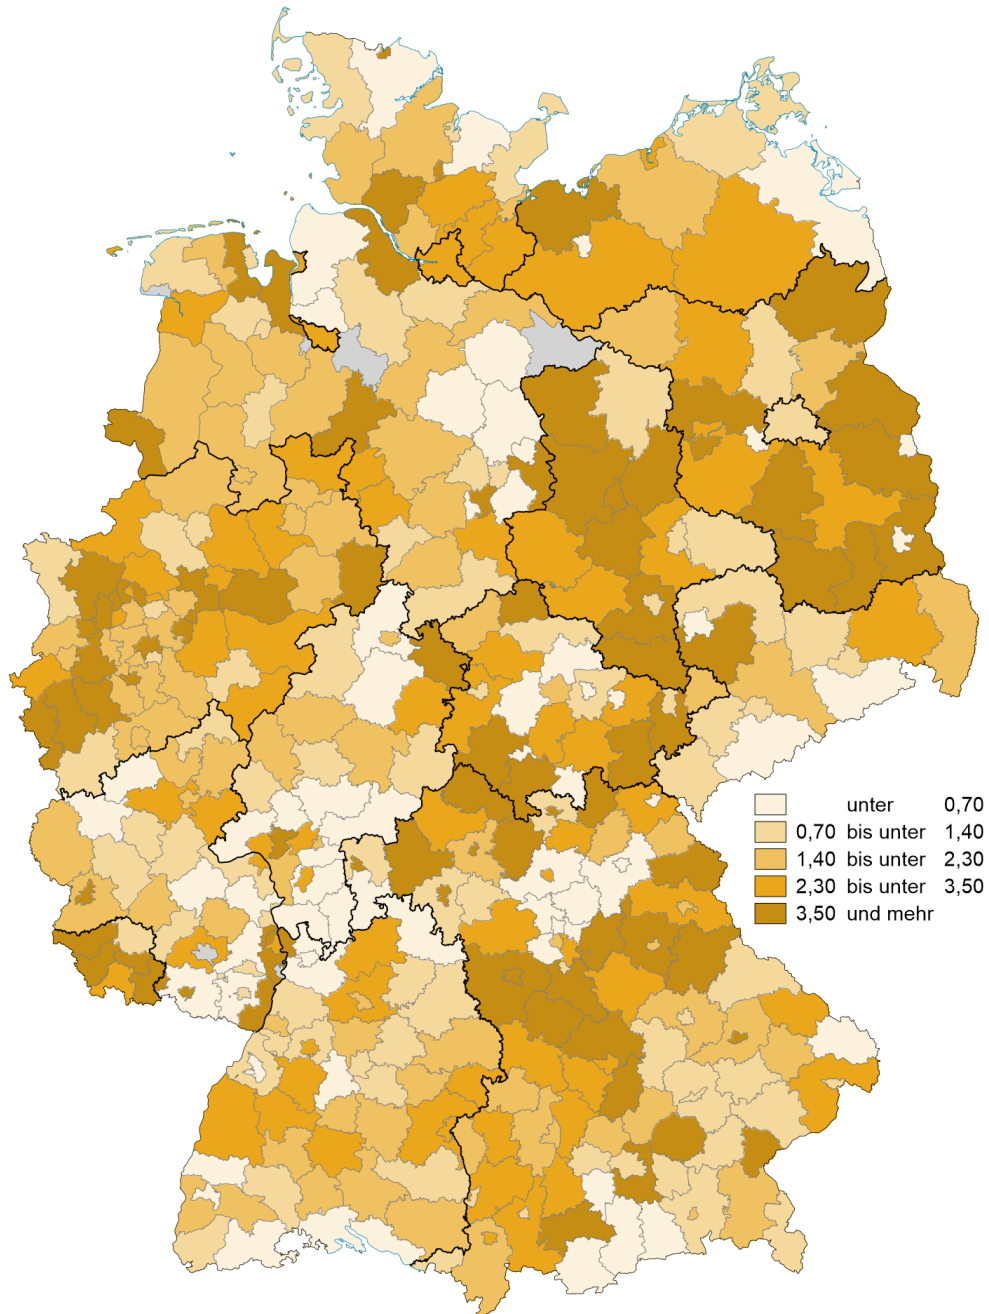 unter 0,70
0,70 bis unter 1,40
1,40 bis unter 2,30
2,30 bis unter 3,50
3,50 und mehr